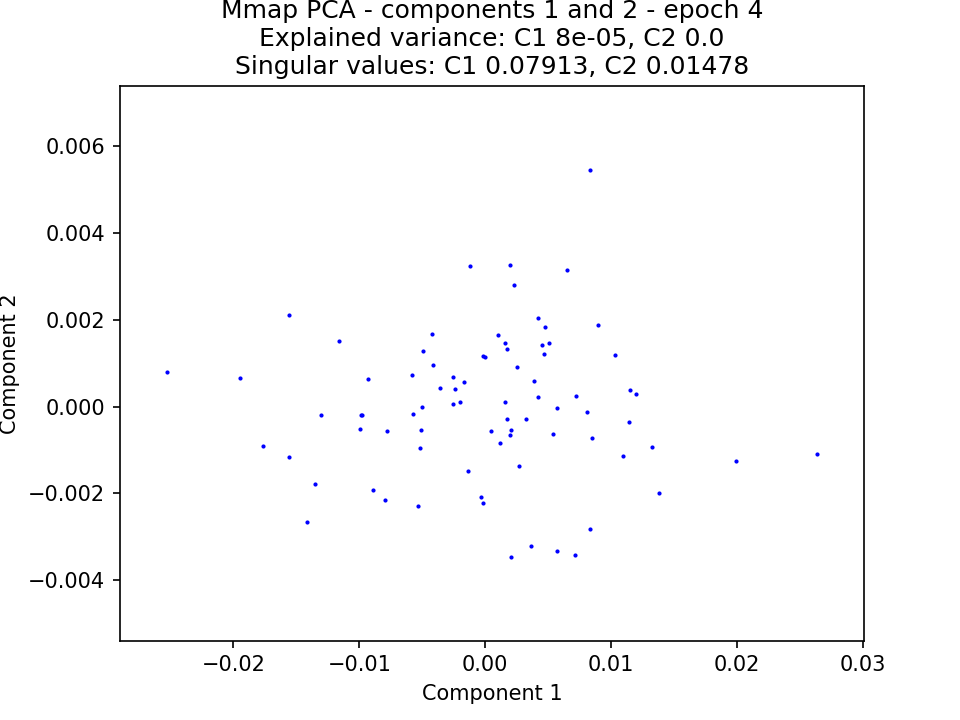 Mmap PCA - components 1 and 2 - epoch 4
Explained variance: C1 8e-05, C2 0.0
Singular values: C1 0.07913, C2 0.01478
Component 2
0.006
0.004
0.002
0.000
−0.002
−0.004
−0.02 −0.01 0.00 0.01 0.02 0.03
Component 1